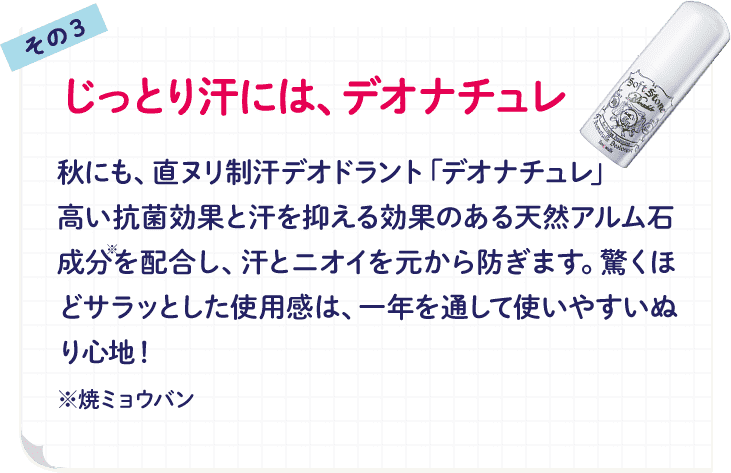 その3
じっとり汗には、デオナチュレ
Soft Stone
Double
秋にも、直ヌリ制汗デオドラント「デオナチュレ」
高い抗菌効果と汗を抑える効果のある天然アルム石
成分※を配合し、汗とニオイを元から防ぎます。驚くほ
どサラッとした使用感は、一年を通して使いやすいぬ
り心地！
※焼ミョウバン